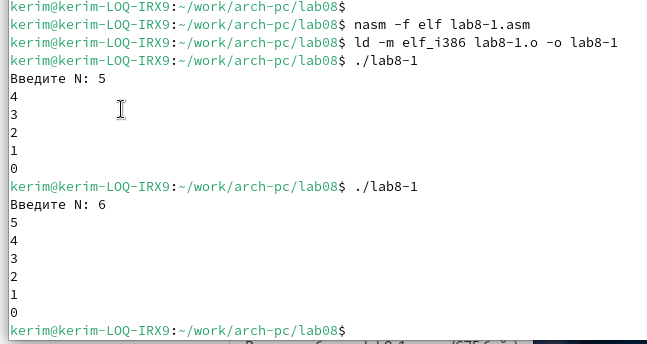 kerim@kerim-LOQ-IRX9:~/work/arch-pc/lab08$
kerim@kerim-LOQ-IRX9:~/work/arch-pc/lab08$ nasm -f elf lab8-1.asm
kerim@kerim-LOQ-IRX9:~/work/arch-pc/lab08$ ld -m elf_i386 lab8-1.o -o lab8-1
kerim@kerim-LOQ-IRX9:~/work/arch-pc/lab08$ ./lab8-1
Введите N: 5
4
3
2
1
0
kerim@kerim-LOQ-IRX9:~/work/arch-pc/lab08$ ./lab8-1
Введите N: 6
5
4
3
2
1
0
kerim@kerim-LOQ-IRX9:~/work/arch-pc/lab08$